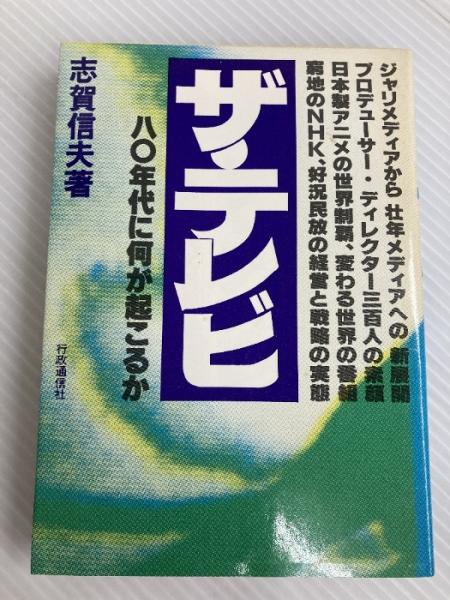 ジャリメディアから 壮年メディアへの 新展開
プロデューサー・ディレクター三百人の素顔
日本製アニメの世界制覇、変わる世界の番組
窮地のNHK、好況民放の経営と戦略の実態
ザ・テレビ
八〇年代に何が起こるか
志賀信夫著
行政通信社